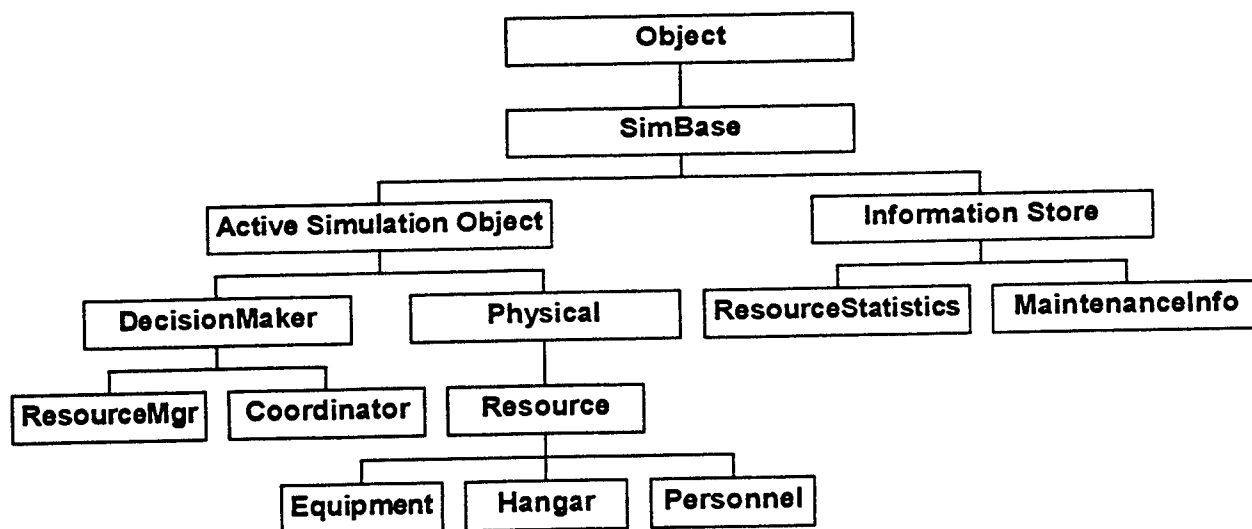 Object
SimBase
Active Simulation Object
Information Store
DecisionMaker
Physical
ResourceStatistics
MaintenanceInfo
ResourceMgr
Coordinator
Resource
Equipment
Hangar
Personnel